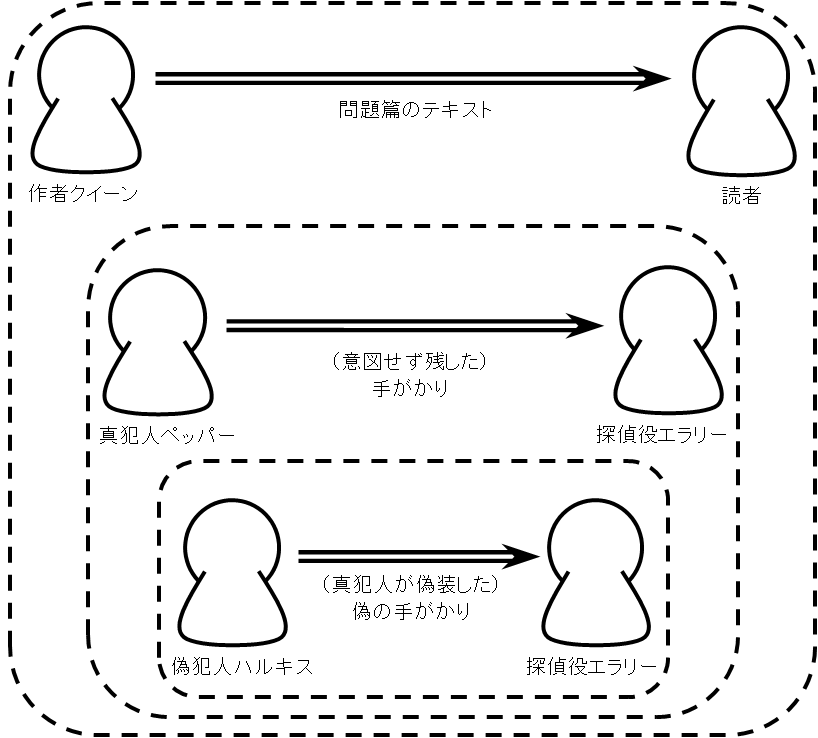 問題篇のテキスト
作者クイーン
読者
（意図せず残した）
手がかり
真犯人ペッパー
探偵役エラリー
（真犯人が偽装した）
偽の手がかり
偽犯人ハルキス
探偵役エラリー